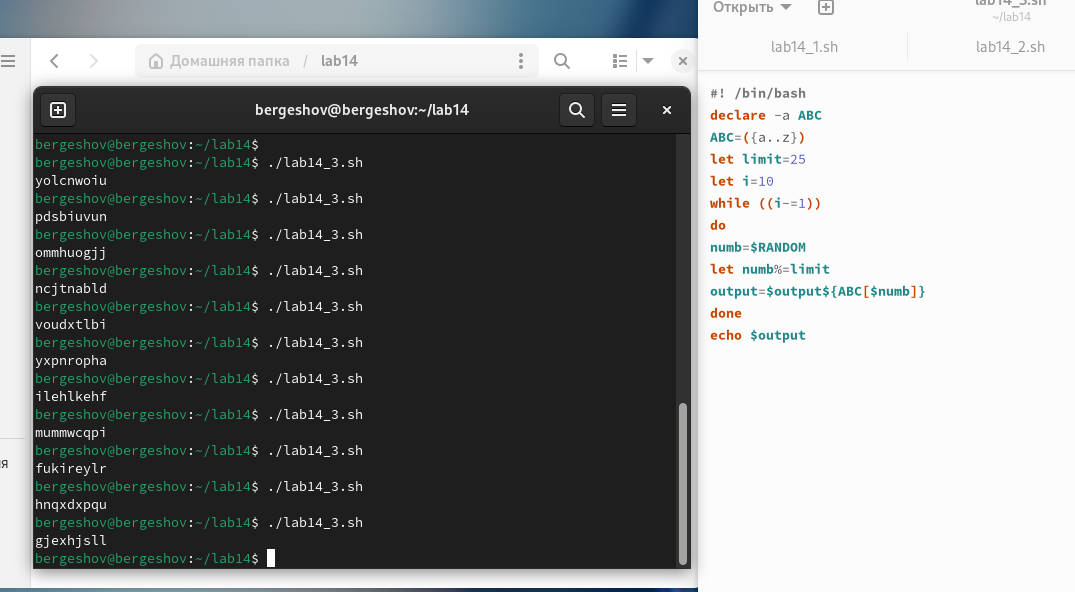 Открыть
lab14_3.sh
~/lab14
lab14_1.sh
lab14_2.sh
Домашняя папка / lab14
bergeshov@bergeshov:~/lab14
bergeshov@bergeshov:~/lab14$
bergeshov@bergeshov:~/lab14$ ./lab14_3.sh
yolcnwoiu
bergeshov@bergeshov:~/lab14$ ./lab14_3.sh
pdsbiuvun
bergeshov@bergeshov:~/lab14$ ./lab14_3.sh
ommhuogjj
bergeshov@bergeshov:~/lab14$ ./lab14_3.sh
ncjtnabld
bergeshov@bergeshov:~/lab14$ ./lab14_3.sh
voudxtlbi
bergeshov@bergeshov:~/lab14$ ./lab14_3.sh
yxpnropha
bergeshov@bergeshov:~/lab14$ ./lab14_3.sh
ilehlkehf
bergeshov@bergeshov:~/lab14$ ./lab14_3.sh
mummwcqpi
bergeshov@bergeshov:~/lab14$ ./lab14_3.sh
fukireylr
bergeshov@bergeshov:~/lab14$ ./lab14_3.sh
hnqxdxpqu
bergeshov@bergeshov:~/lab14$ ./lab14_3.sh
gjexhjsll
bergeshov@bergeshov:~/lab14$
#! /bin/bash
declare -a ABC
ABC=({a..z})
let limit=25
let i=10
while ((i-=1))
do
numb=$RANDOM
let numb%=limit
output=$output${ABC[$numb]}
done
echo $output